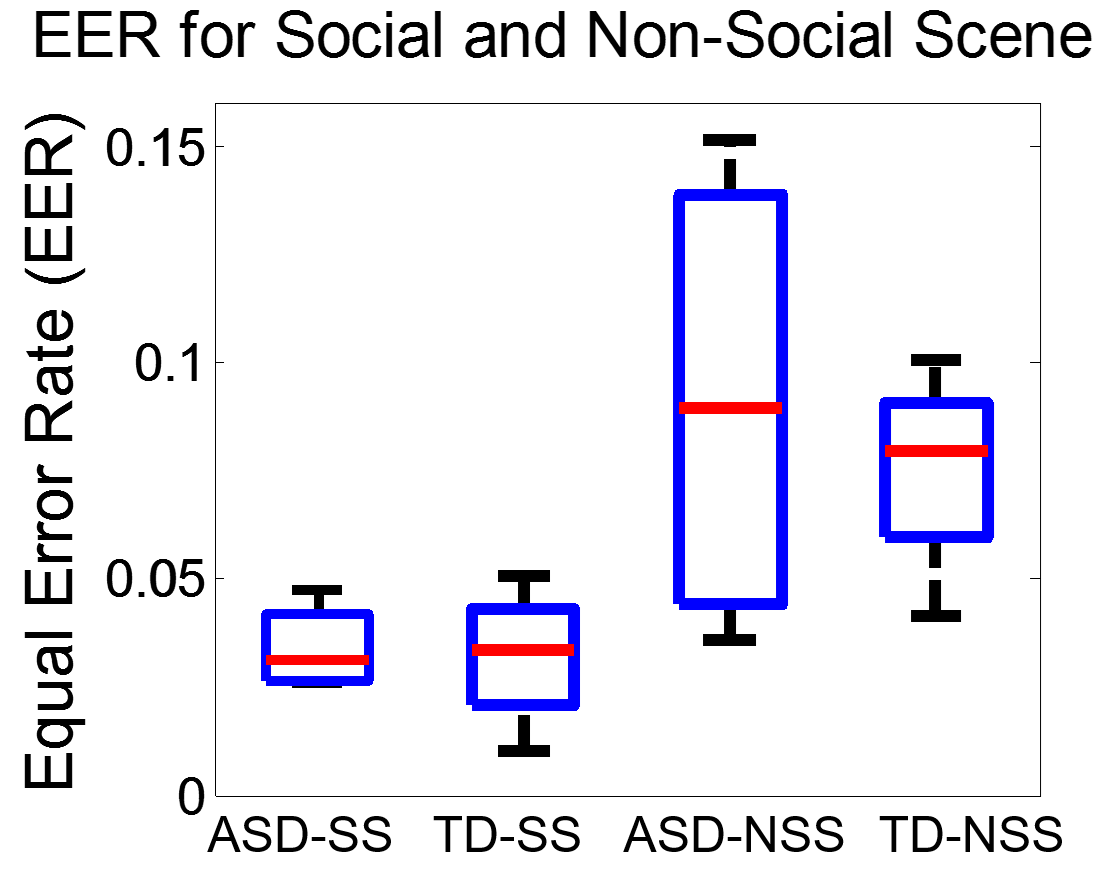 EER for Social and Non-Social Scene
Equal Error Rate (EER)
0.15
0.1
0.05
0
ASD-SS TD-SS ASD-NSS TD-NSS